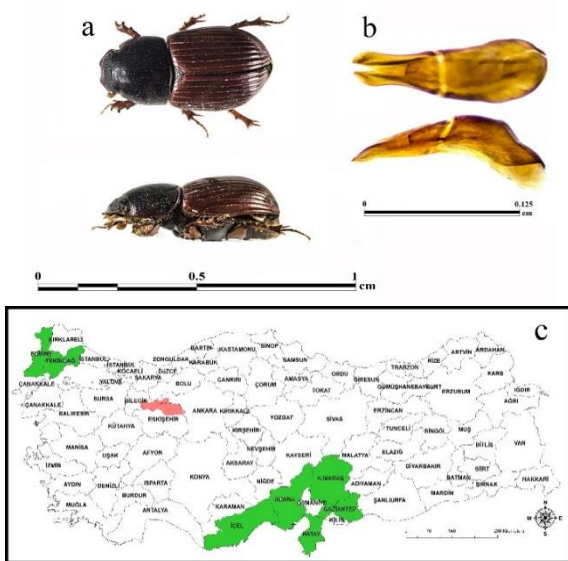 a
b
0
0.125
cm
0
0.5
1
cm
c
KIRKLARELİ
EDİRNE
TEKİRDAĞ
İSTANBUL
İSTANBUL
KOCAELİ
YALOVA
SAKARYA
DÜZCE
ZONGULDAK
BARTIN
KARABÜK
KASTAMONU
SİNOP
SAMSUN
ORDU
GİRESUN
TRABZON
RİZE
ARTVİN
ARDAHAN
KARS
IĞDIR
AĞRI
ERZURUM
BAYBURT
GÜMÜŞHANE
TOKAT
AMASYA
ÇORUM
ÇANKIRI
BOLU
BİLECİK
BURSA
ÇANAKKALE
ÇANAKKALE
BALIKESİR
KÜTAHYA
ESKİŞEHİR
ANKARA
KIRIKKALE
YOZGAT
SİVAS
ERZİNCAN
TUNCELİ
BİNGÖL
MUŞ
BİTLİS
VAN
HAKKARİ
ŞIRNAK
SİİRT
BATMAN
MARDİN
DİYARBAKIR
ELAZIĞ
MALATYA
ADIYAMAN
ŞANLIURFA
GAZİANTEP
KİLİS
HATAY
OSMANİYE
K.MARAŞ
ADANA
İÇEL
KAYSERİ
NEVŞEHİR
KIRŞEHİR
AKSARAY
NİĞDE
KONYA
KARAMAN
ANTALYA
ISPARTA
BURDUR
AFYON
UŞAK
DENİZLİ
MUĞLA
AYDIN
İZMİR
MANİSA
N